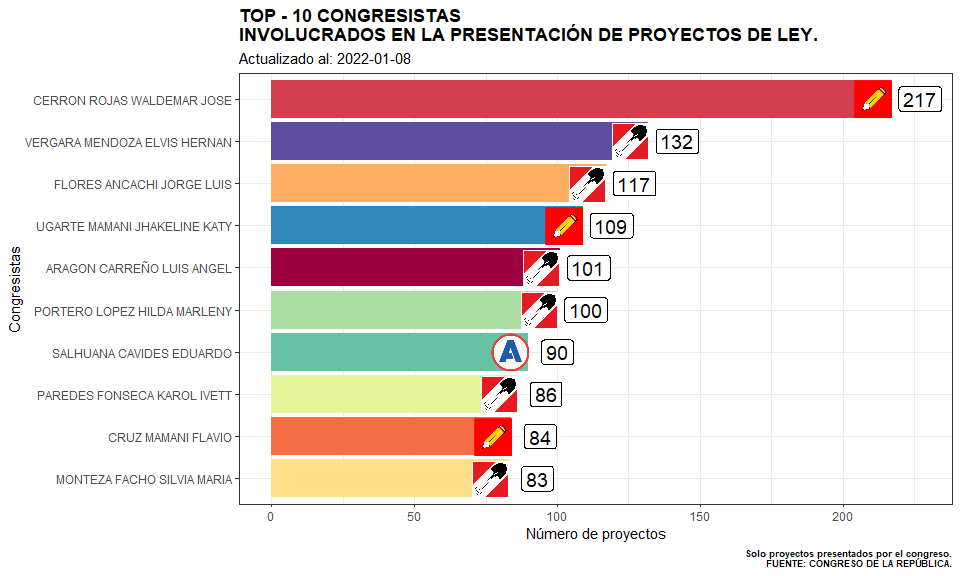 TOP - 10 CONGRESISTAS
INVOLUCRADOS EN LA PRESENTACIÓN DE PROYECTOS DE LEY.
Actualizado al: 2022-01-08
Congresistas
CERRON ROJAS WALDEMAR JOSE 217
VERGARA MENDOZA ELVIS HERNAN 132
FLORES ANCACHI JORGE LUIS 117
UGARTE MAMANI JHAKELINE KATY 109
ARAGON CARREÑO LUIS ANGEL 101
PORTERO LOPEZ HILDA MARLENY 100
SALHUANA CAVIDES EDUARDO A 90
PAREDES FONSECA KAROL IVETT 86
CRUZ MAMANI FLAVIO 84
MONTEZA FACHO SILVIA MARIA 83
0 50 100 150 200
Número de proyectos
Solo proyectos presentados por el congreso.
FUENTE: CONGRESO DE LA REPÚBLICA.